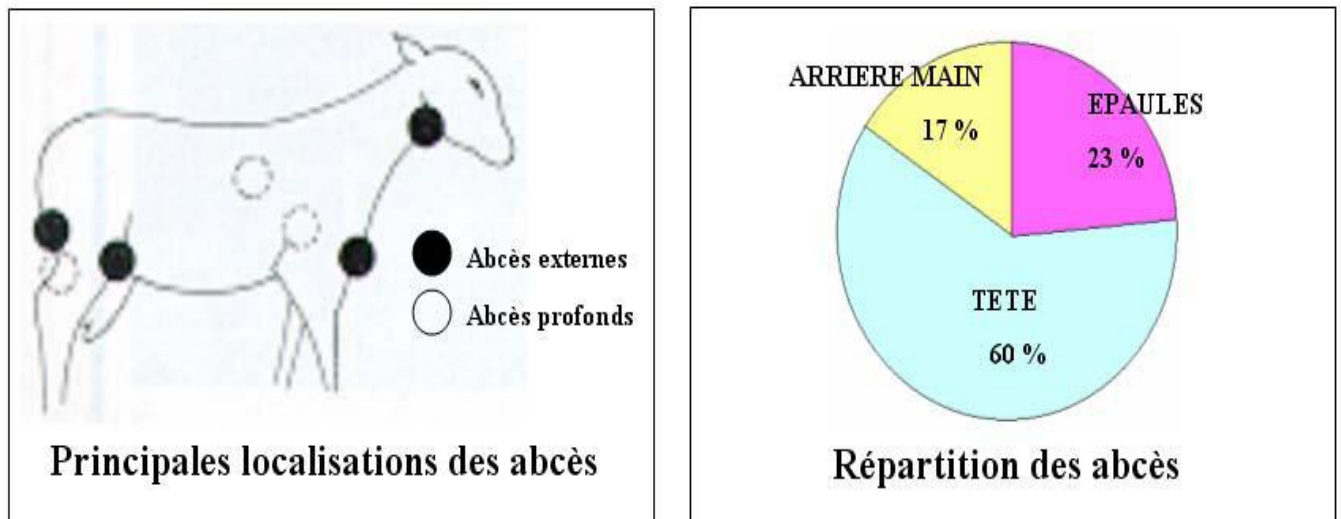 Abcès externes
Abcès profonds
Principales localisations des abcès
ARRIERE MAIN
17 %
EPAULES
23 %
TETE
60 %
Répartition des abcès